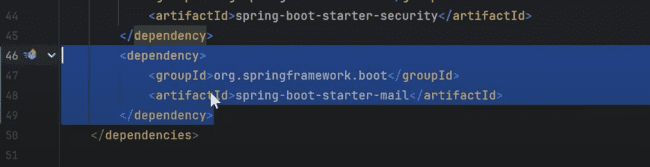 44 <artifactId>spring-boot-starter-security</artifactId>
45 </dependency>
46 <dependency>
47 <groupId>org.springframework.boot</groupId>
48 <artifactId>spring-boot-starter-mail</artifactId>
49 </dependency>
50 </dependencies>
51